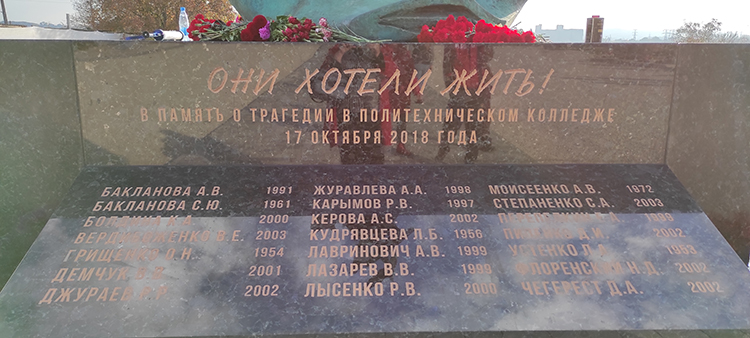 ОНИ ХОТЕЛИ ЖИТЬ!
В ПАМЯТЬ О ТРАГЕДИИ В ПОЛИТЕХНИЧЕСКОМ КОЛЛЕДЖЕ
17 ОКТЯБРЯ 2018 ГОДА
БАКЛАНОВА А.В. 1991
БАКЛАНОВА С.Ю. 1961
К.А. 2000
В.Е. 2003
ГРИЩЕНКО О.Н. 1954
ДЕМЧУК 2001
ДЖУРАЕВ 2002
ЖУРАВЛЕВА А.А. 1998
КАРЫМОВ Р.В. 1997
КЕРОВА А.С. 2002
КУДРЯВЦЕВА Л.Б. 1956
ЛАВРИНОВИЧ А.В. 1999
ЛАЗАРЕВ В.В. 1999
ЛЫСЕНКО Р.В. 2000
МОИСЕЕНКО А.В. 1972
СТЕПАНЕНКО С.А. 2003
Д.И. 2002
УСТЕНКО
ФЛОРЕНСКИЙ Н.Д. 2002
ЧЕГЕРЕСТ Д.А. 2002